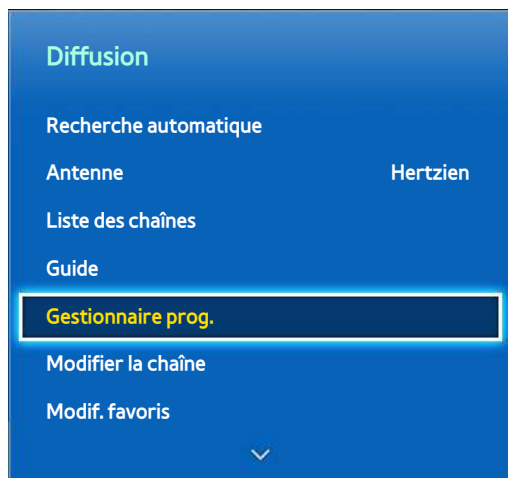 Diffusion
Recherche automatique
Antenne Hertzien
Liste des chaînes
Guide
Gestionnaire prog.
Modifier la chaîne
Modif. favoris